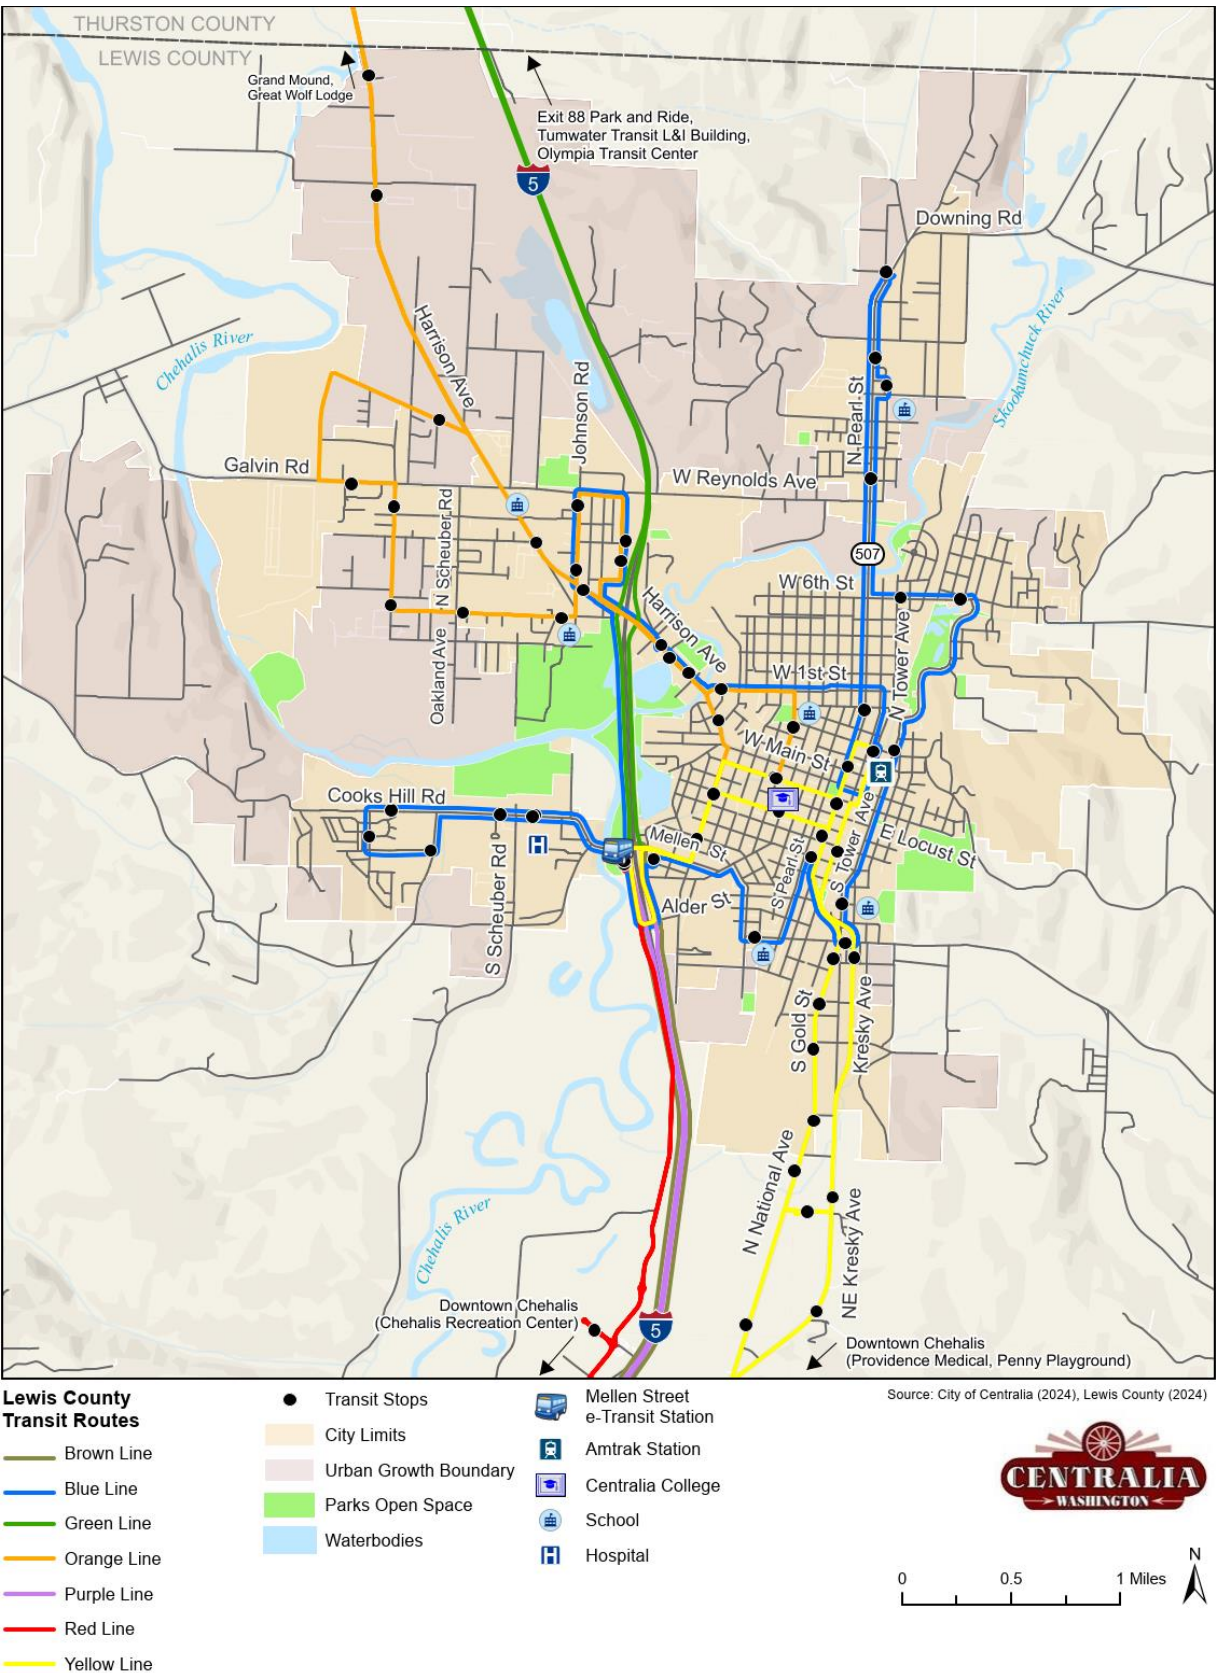 THURSTON COUNTY
LEWIS COUNTY
Grand Mound,
Great Wolf Lodge
Exit 88 Park and Ride,
Tumwater Transit L&I Building,
Olympia Transit Center
5
Downing Rd
Chehalis River
Skookumchuck River
Harrison Ave
Johnson Rd
N Pearl St
Galvin Rd
W Reynolds Ave
N Scheuber Rd
507
W 6th St
Harrison Ave
Oakland Ave
N Tower Ave
W 1st St
W Main St
Cooks Hill Rd
Mellen St
E Locust St
S Tower Ave
S Pearl St
Alder St
S Scheuber Rd
S Gold St
Kresky Ave
N National Ave
NE Kresky Ave
Chehalis River
Downtown Chehalis
(Chehalis Recreation Center)
5
Downtown Chehalis
(Providence Medical, Penny Playground)
Lewis County
Transit Routes
Brown Line
Blue Line
Green Line
Orange Line
Purple Line
Red Line
Yellow Line
Transit Stops
City Limits
Urban Growth Boundary
Parks Open Space
Waterbodies
Mellen Street
e-Transit Station
Amtrak Station
Centralia College
School
H Hospital
Source: City of Centralia (2024), Lewis County (2024)
CENTRALIA
WASHINGTON
N
0 0.5 1 Miles